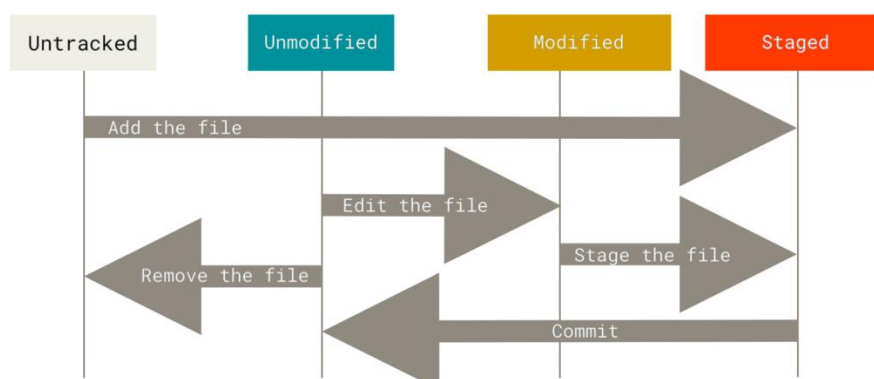 Untracked
Unmodified
Modified
Staged
Add the file
Edit the file
Stage the file
Remove the file
Commit